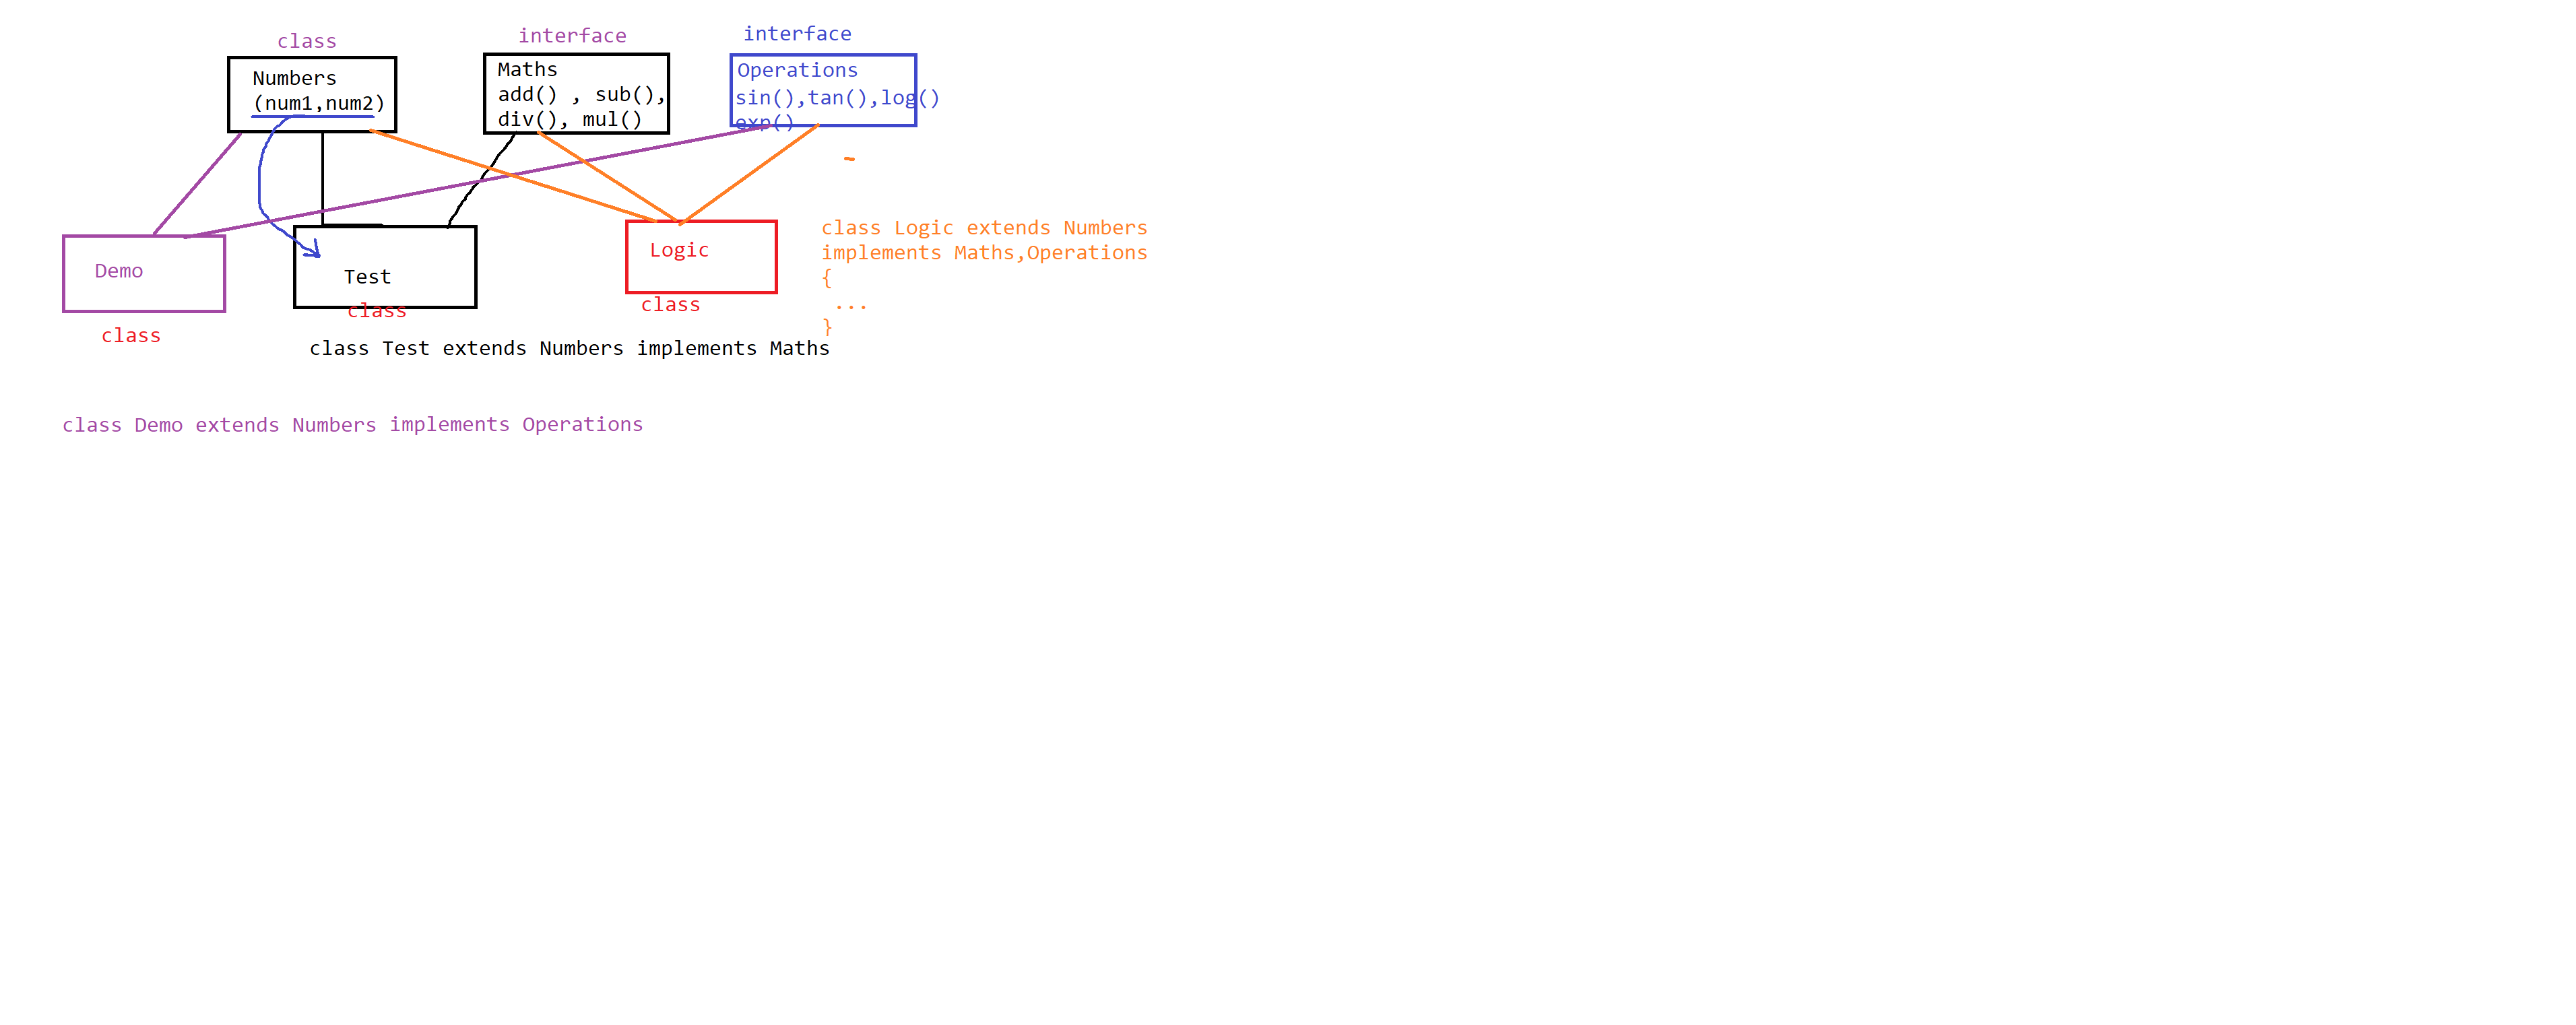 class
interface
interface
Numbers
(num1,num2)
Maths
add() , sub(),
div(), mul()
Operations
sin(),tan(),log()
exp()
Demo
class
Test
class
Logic
class
class Logic extends Numbers
implements Maths,Operations
{
...
}
class Test extends Numbers implements Maths
class Demo extends Numbers implements Operations